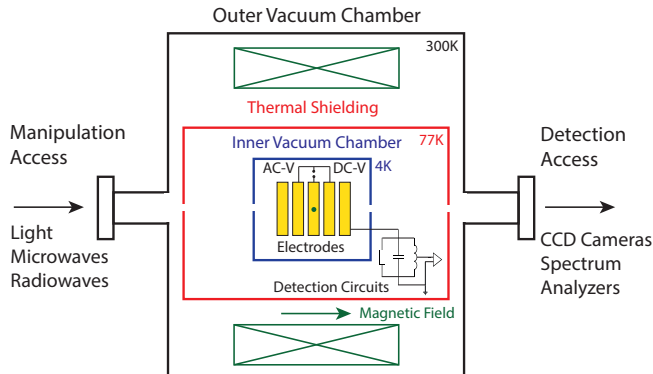 Outer Vacuum Chamber
300K
Thermal Shielding
Manipulation
Access
Inner Vacuum Chamber
77K
Detection
Access
AC-V
DC-V
4K
Light
Microwaves
Radiowaves
Electrodes
CCD Cameras
Spectrum
Analyzers
Detection Circuits
Magnetic Field